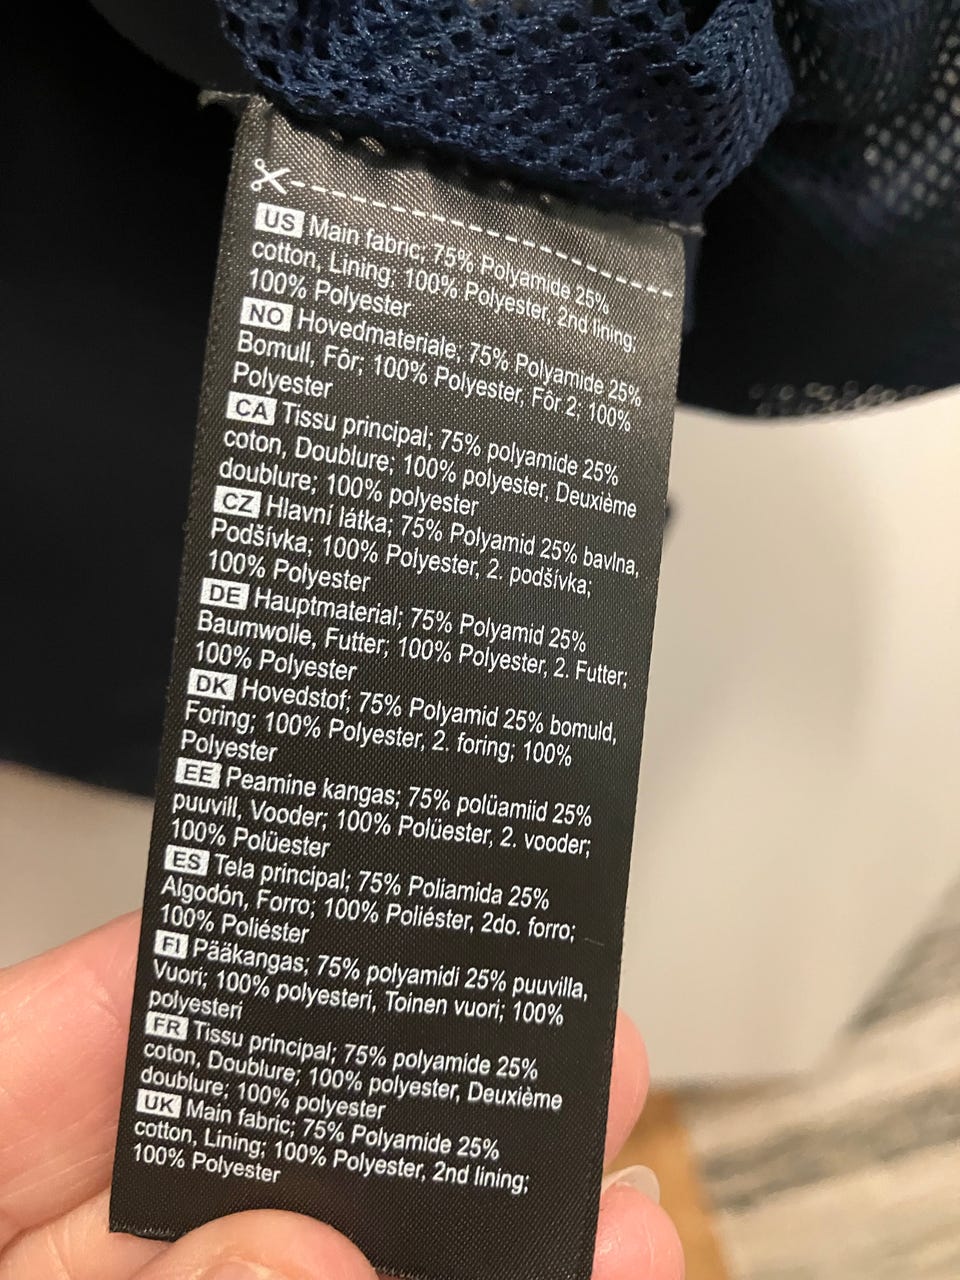 US Main fabric; 75% Polyamide 25%
cotton, Lining; 100% Polyester, 2nd lining;
100% Polyester
NO Hovedmateriale; 75% Polyamide 25%
Bomull, Fôr; 100% Polyester, Fôr 2; 100%
Polyester
CA Tissu principal; 75% polyamide 25%
coton, Doublure; 100% polyester, Deuxième
doublure; 100% polyester
CZ Hlavní látka; 75% Polyamid 25% bavlna,
Podšívka; 100% Polyester, 2. podšívka;
100% Polyester
DE Hauptmaterial; 75% Polyamid 25%
Baumwolle, Futter; 100% Polyester, 2. Futter;
100% Polyester
DK Hovedstof; 75% Polyamid 25% bomuld,
Foring; 100% Polyester, 2. foring; 100%
Polyester
EE Peamine kangas; 75% polüamiid 25%
puuvill, Vooder; 100% Polüester, 2. vooder;
100% Polüester
ES Tela principal; 75% Poliamida 25%
Algodón, Forro; 100% Poliéster, 2do. forro;
100% Poliéster
FI Pääkangas; 75% polyamidi 25% puuvilla,
Vuori; 100% polyesteri, Toinen vuori; 100%
polyesteri
FR Tissu principal; 75% polyamide 25%
coton, Doublure; 100% polyester, Deuxième
doublure; 100% polyester
UK Main fabric; 75% Polyamide 25%
cotton, Lining; 100% Polyester, 2nd lining;
100% Polyester